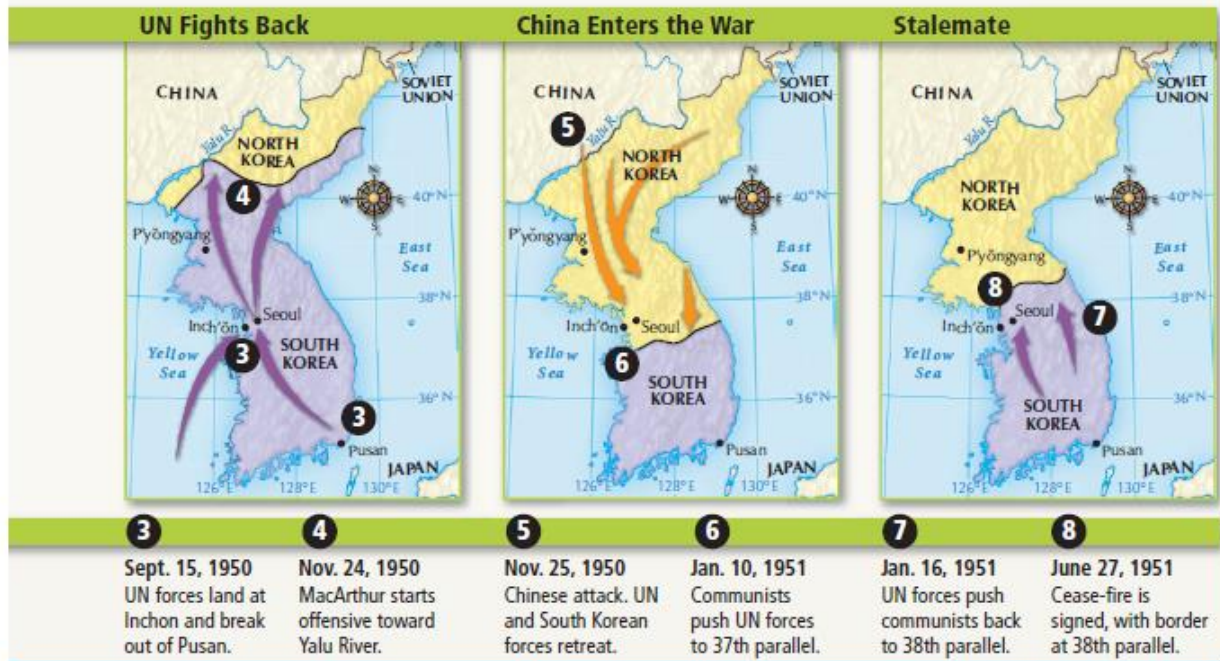 UN Fights Back
CHINA
SOVIET
UNION
Yalu R.
NORTH
KOREA
4
N
W
E
S
40°N
P'yŏngyang
East
Sea
38°N
Inch'ŏn
Seoul
3
SOUTH
KOREA
Yellow
Sea
36°N
3
Pusan
JAPAN
126°E
128°E
130°E
China Enters the War
CHINA
SOVIET
UNION
5
Yalu R.
NORTH
KOREA
N
W
E
S
40°N
P'yŏngyang
East
Sea
38°N
Inch'ŏn
Seoul
6
Yellow
Sea
SOUTH
KOREA
36°N
Pusan
JAPAN
126°E
128°E
130°E
Stalemate
CHINA
SOVIET
UNION
Yalu R.
NORTH
KOREA
N
W
E
S
40°N
P'yŏngyang
East
Sea
8
38°N
Seoul
7
Inch'ŏn
Yellow
Sea
36°N
SOUTH
KOREA
Pusan
JAPAN
126°E
128°E
130°E
3
Sept. 15, 1950
UN forces land at
Inchon and break
out of Pusan.
4
Nov. 24, 1950
MacArthur starts
offensive toward
Yalu River.
5
Nov. 25, 1950
Chinese attack. UN
and South Korean
forces retreat.
6
Jan. 10, 1951
Communists
push UN forces
to 37th parallel.
7
Jan. 16, 1951
UN forces push
communists back
to 38th parallel.
8
June 27, 1951
Cease-fire is
signed, with border
at 38th parallel.